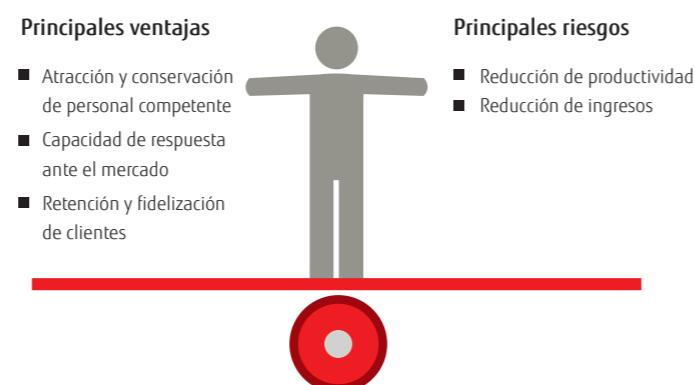 Principales ventajas
Atracción y conservación
de personal competente
Capacidad de respuesta
ante el mercado
Retención y fidelización
de clientes
Principales riesgos
Reducción de productividad
Reducción de ingresos